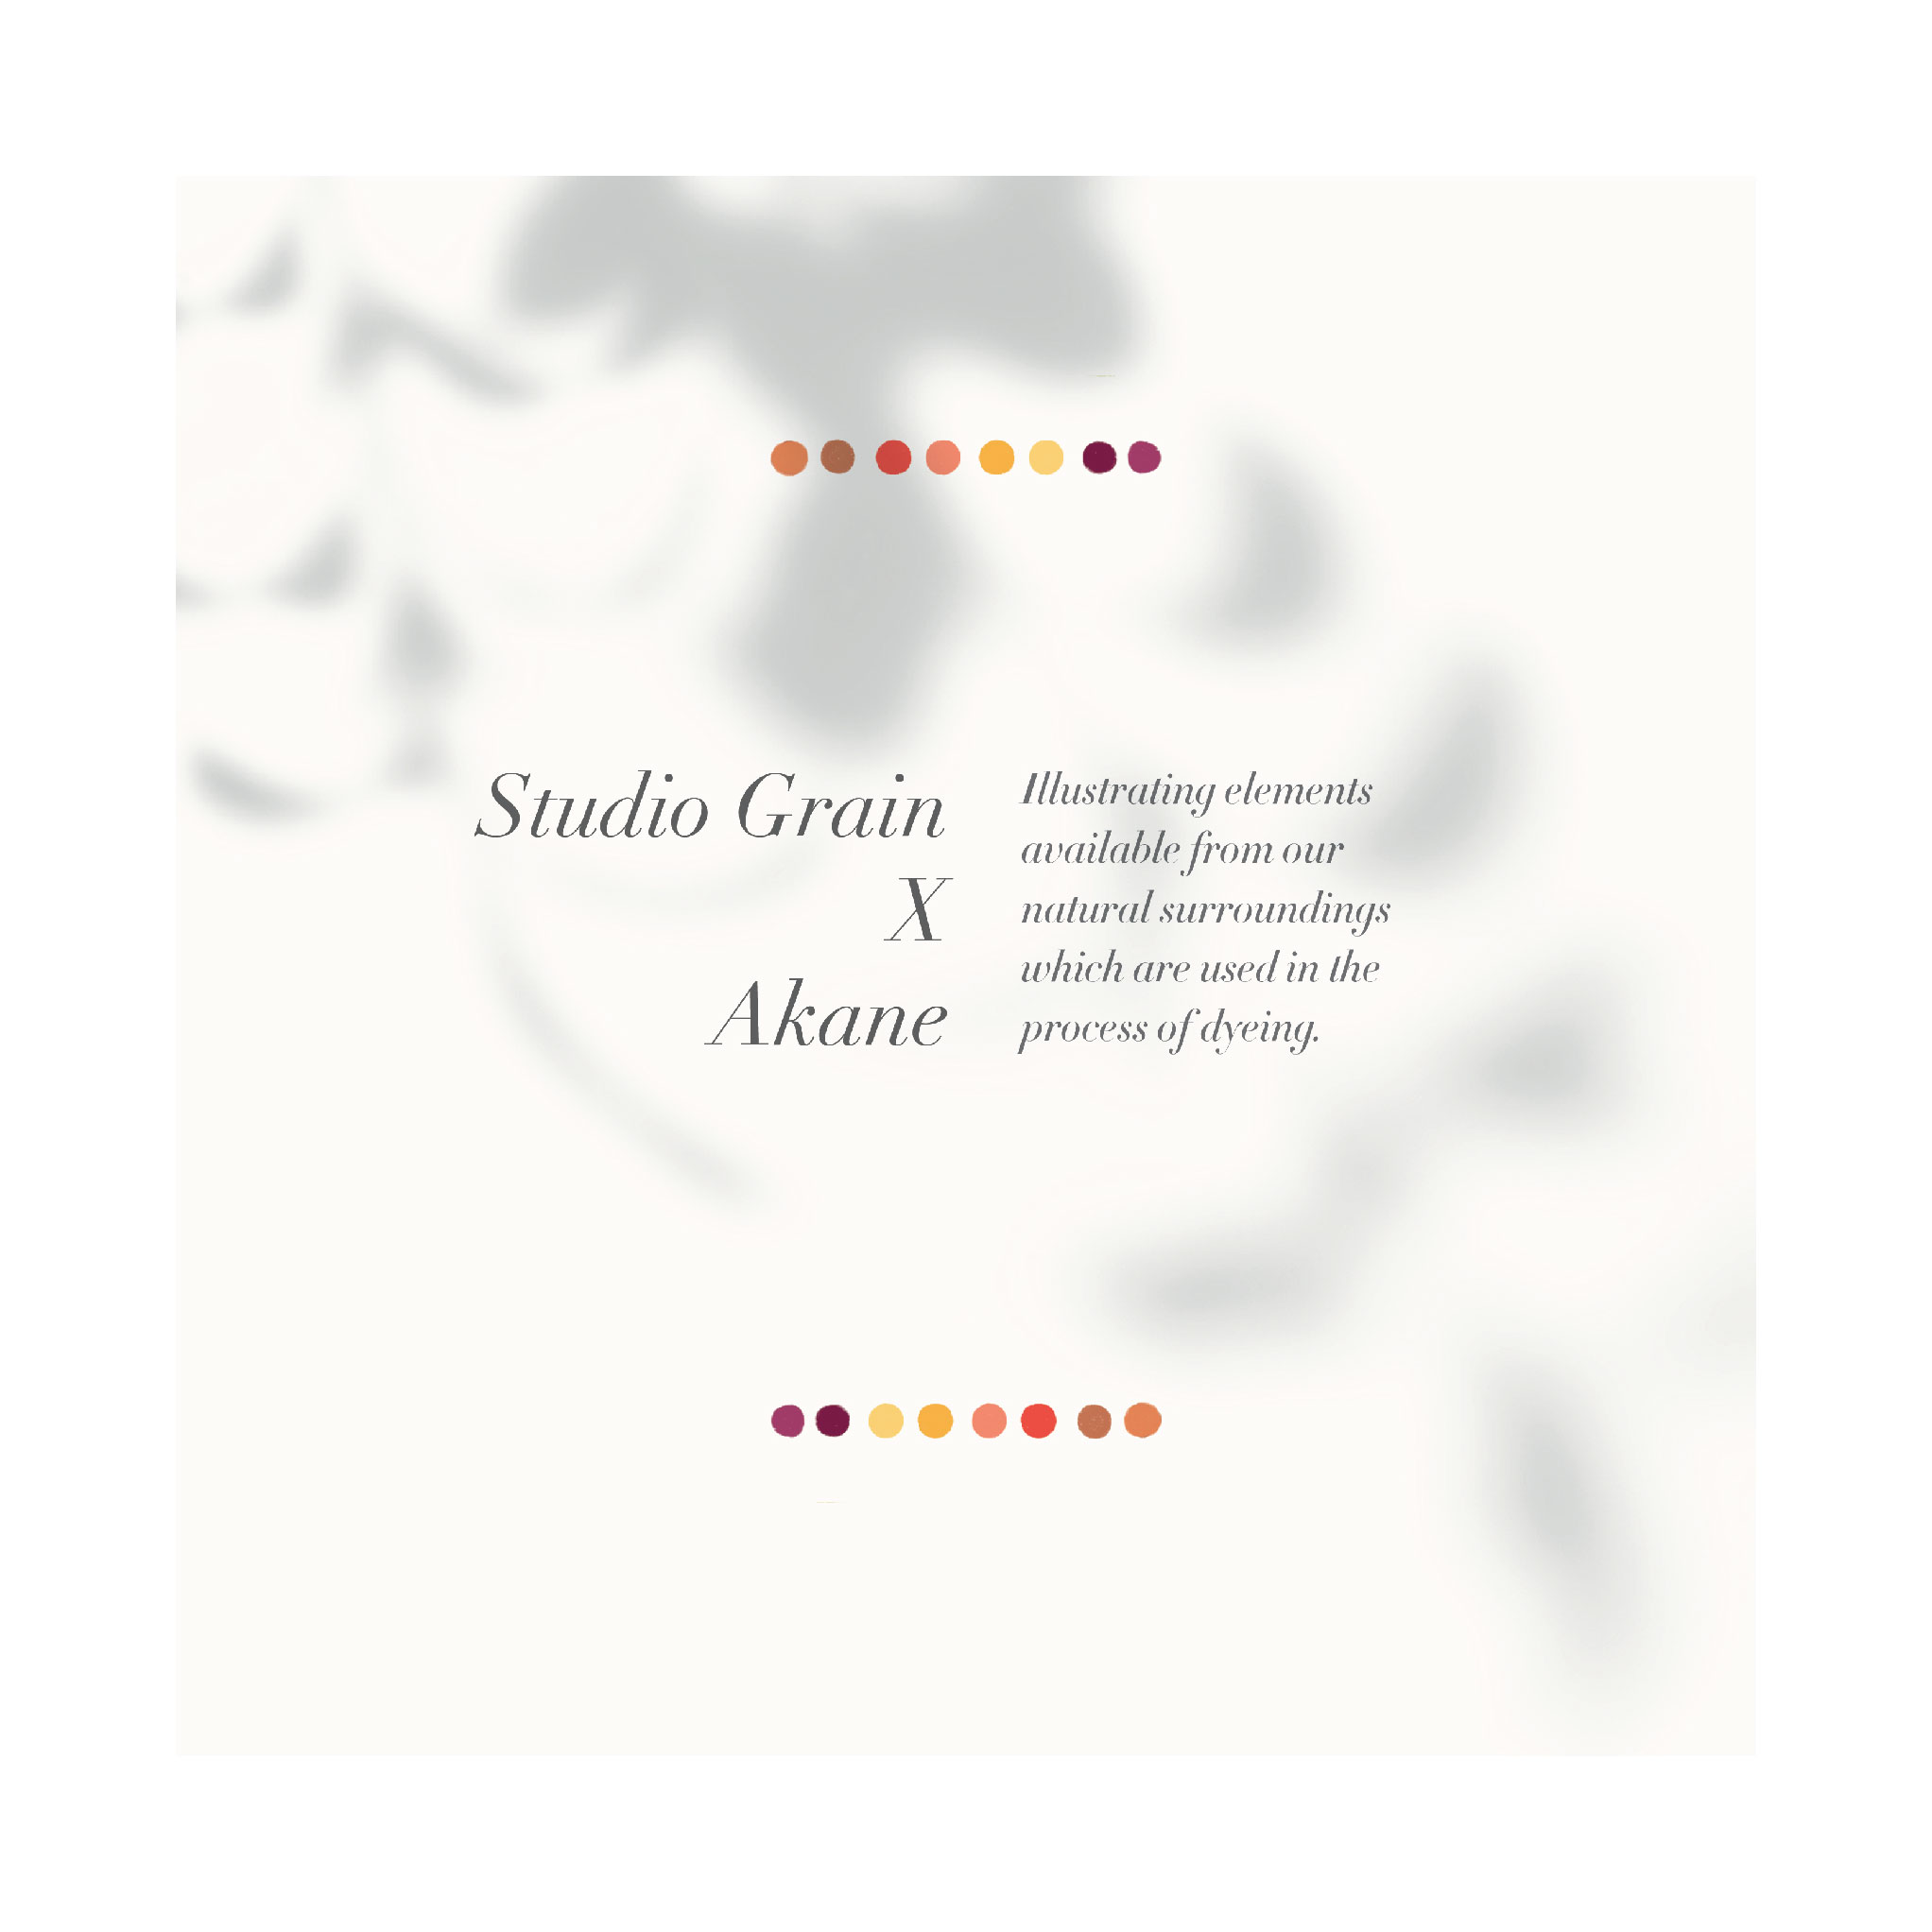 Studio Grain
X
Akane
Illustrating elements
available from our
natural surroundings
which are used in the
process of dyeing.